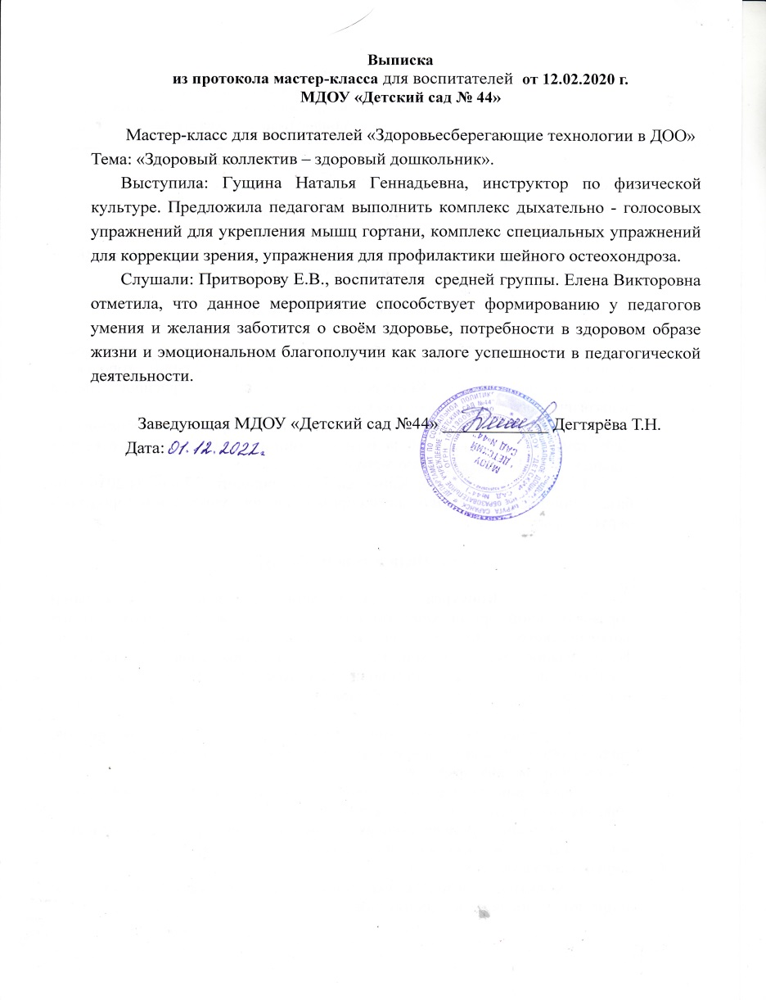 Выписка
из протокола мастер-класса для воспитателей от 12.02.2020 г.
МДОУ «Детский сад № 44»
Мастер-класс для воспитателей «Здоровьесберегающие технологии в ДОО»
Тема: «Здоровый коллектив – здоровый дошкольник».
Выступила: Гущина Наталья Геннадьевна, инструктор по физической
культуре. Предложила педагогам выполнить комплекс дыхательно - голосовых
упражнений для укрепления мышц гортани, комплекс специальных упражнений
для коррекции зрения, упражнения для профилактики шейного остеохондроза.
Слушали: Притворову Е.В., воспитателя средней группы. Елена Викторовна
отметила, что данное мероприятие способствует формированию у педагогов
умения и желания заботится о своём здоровье, потребности в здоровом образе
жизни и эмоциональном благополучии как залоге успешности в педагогической
деятельности.
Заведующая МДОУ «Детский сад №44» Дегтярёва Т.Н.
Дата: 01.12.2022г.
МДОУ
"ДЕТСКИЙ
САД №44"